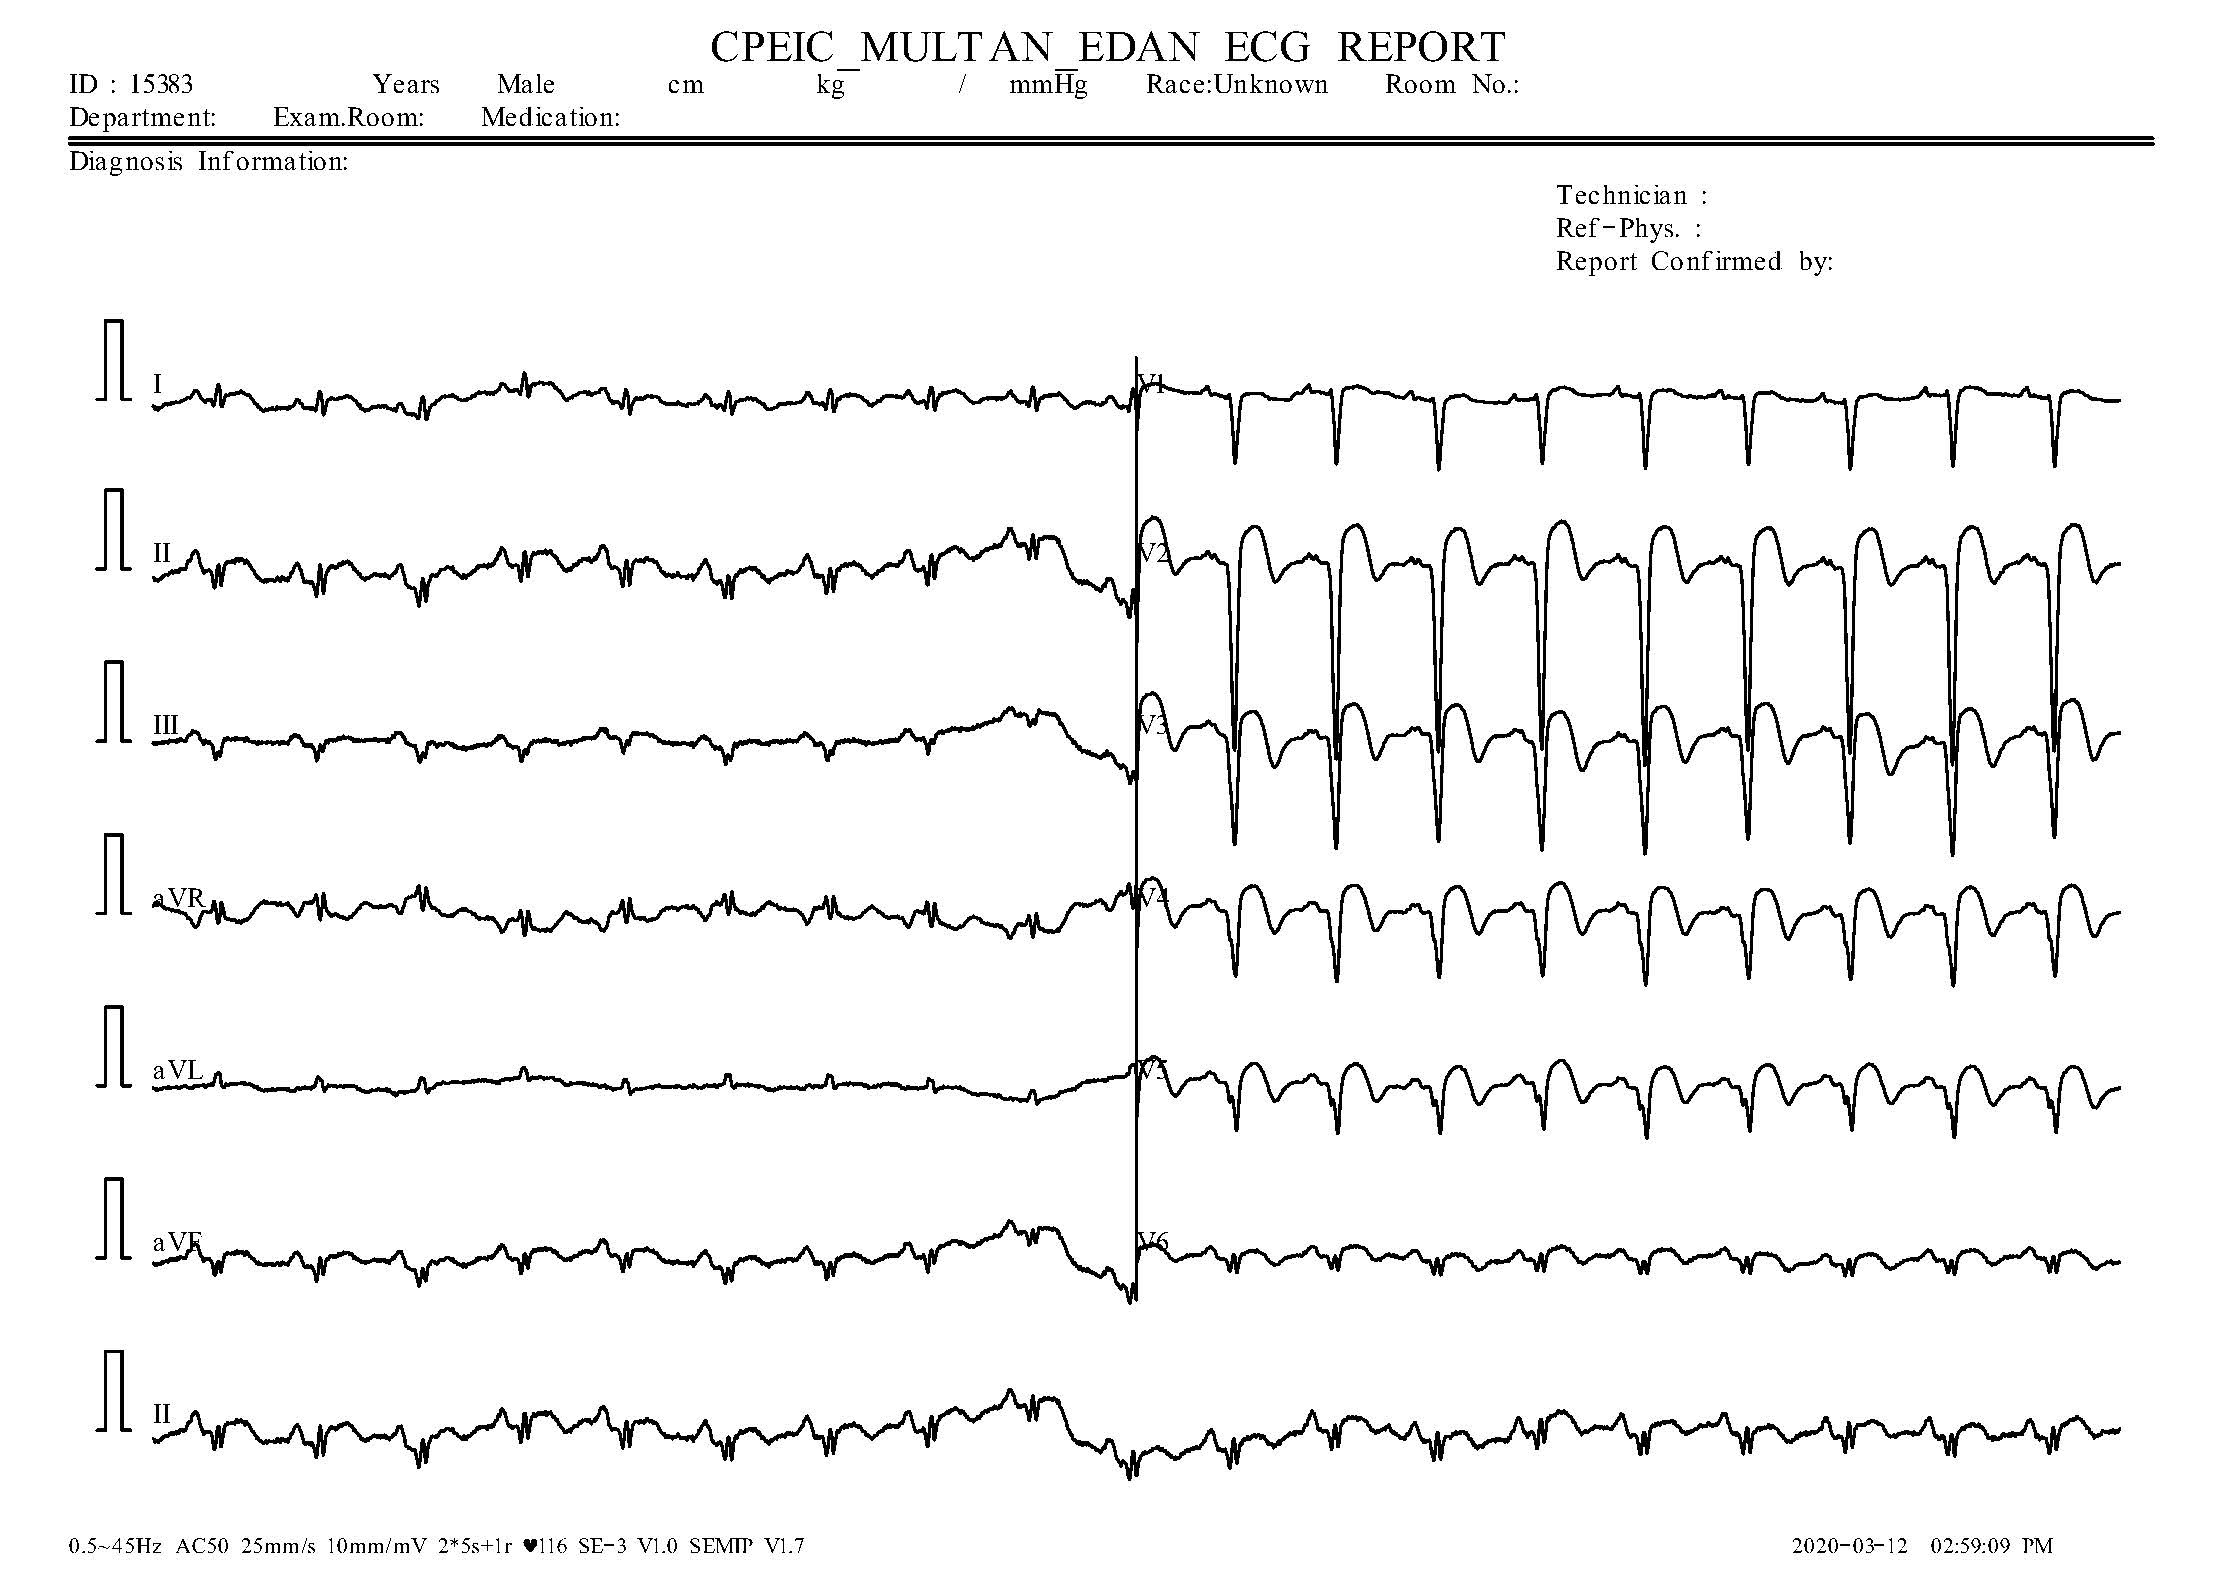 CPEIC_MULTAN_EDAN ECG REPORT
ID : 15383 Years Male cm kg / mmHg Race:Unknown Room No.:
Department: Exam.Room: Medication:
Diagnosis Information:
Technician :
Ref-Phys. :
Report Confirmed by:
I V1
II V2
III V3
aVR V4
aVL V5
aVF V6
II
0.5~45Hz AC50 25mm/s 10mm/mV 2*5s+1r ♥116 SE-3 V1.0 SEMIP V1.7 2020-03-12 02:59:09 PM